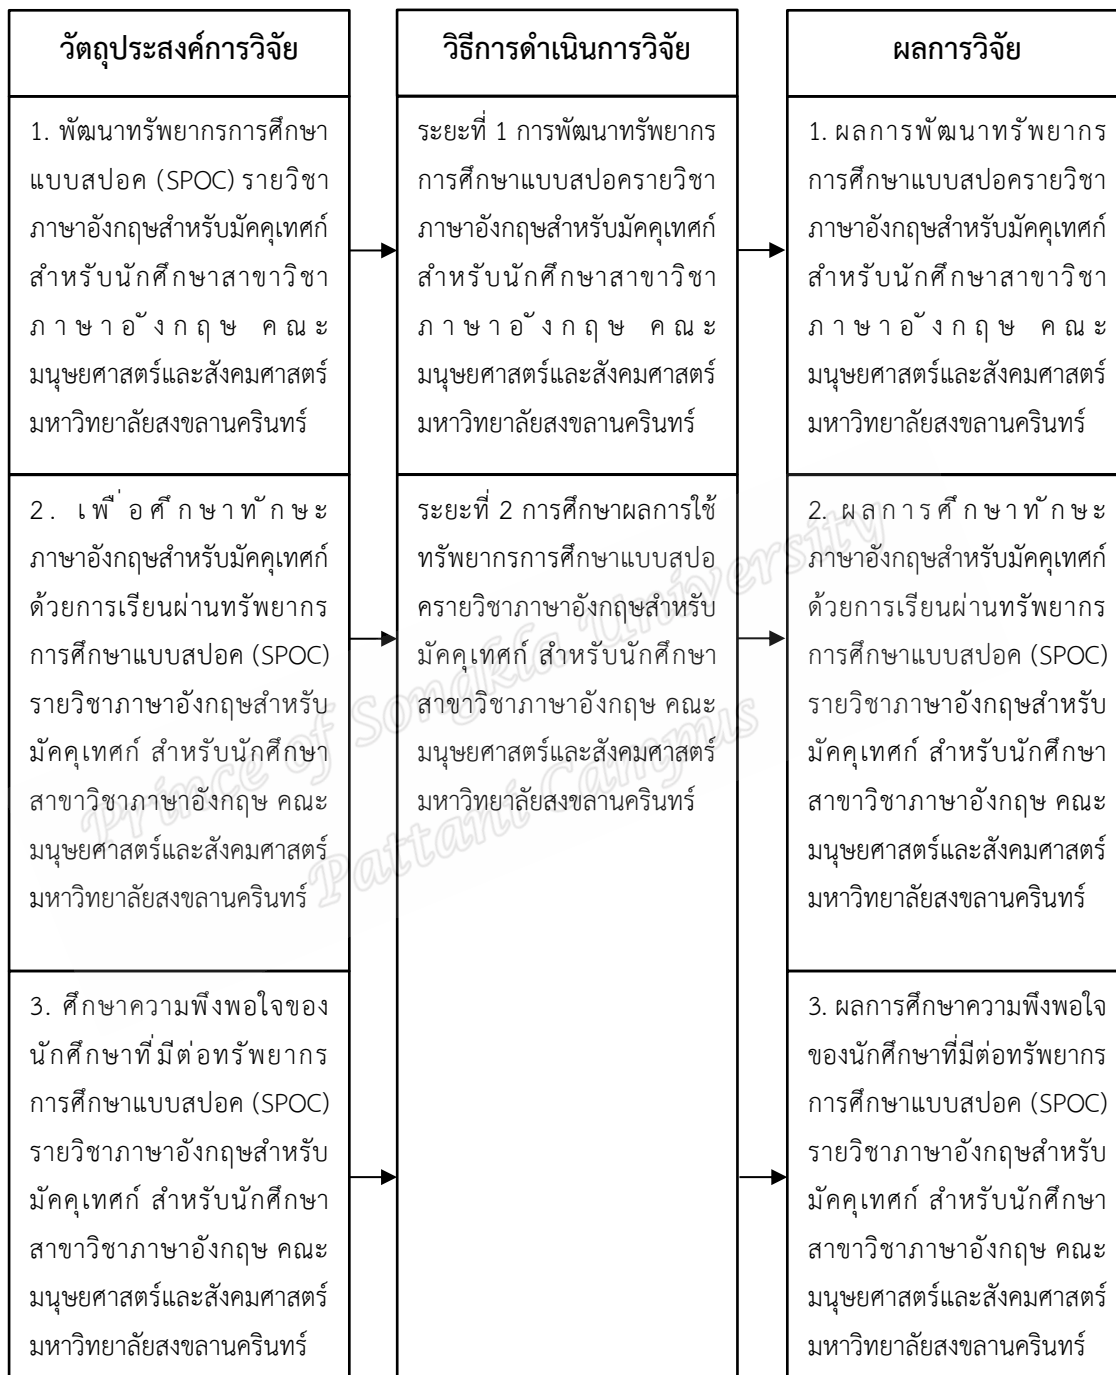 วัตถุประสงค์การวิจัย
1. พัฒนาทรัพยากรการศึกษา
แบบสปอค (SPOC) รายวิชา
ภาษาอังกฤษสำหรับมัคคุเทศก์
สำหรับนักศึกษาสาขาวิชา
ภาษาอังกฤษ คณะ
มนุษยศาสตร์และสังคมศาสตร์
มหาวิทยาลัยสงขลานครินทร์
2. เพื่อศึกษาทักษะ
ภาษาอังกฤษสำหรับมัคคุเทศก์
ด้วยการเรียนผ่านทรัพยากร
การศึกษาแบบสปอค (SPOC)
รายวิชาภาษาอังกฤษสำหรับ
มัคคุเทศก์ สำหรับนักศึกษา
สาขาวิชาภาษาอังกฤษ คณะ
มนุษยศาสตร์และสังคมศาสตร์
มหาวิทยาลัยสงขลานครินทร์
3. ศึกษาความพึงพอใจของ
นักศึกษาที่มีต่อทรัพยากร
การศึกษาแบบสปอค (SPOC)
รายวิชาภาษาอังกฤษสำหรับ
มัคคุเทศก์ สำหรับนักศึกษา
สาขาวิชาภาษาอังกฤษ คณะ
มนุษยศาสตร์และสังคมศาสตร์
มหาวิทยาลัยสงขลานครินทร์
วิธีการดำเนินการวิจัย
ระยะที่ 1 การพัฒนาทรัพยากร
การศึกษาแบบสปอครายวิชา
ภาษาอังกฤษสำหรับมัคคุเทศก์
สำหรับนักศึกษาสาขาวิชา
ภาษาอังกฤษ คณะ
มนุษยศาสตร์และสังคมศาสตร์
มหาวิทยาลัยสงขลานครินทร์
ระยะที่ 2 การศึกษาผลการใช้
ทรัพยากรการศึกษาแบบสปอ
ครายวิชาภาษาอังกฤษสำหรับ
มัคคุเทศก์ สำหรับนักศึกษา
สาขาวิชาภาษาอังกฤษ คณะ
มนุษยศาสตร์และสังคมศาสตร์
มหาวิทยาลัยสงขลานครินทร์
ผลการวิจัย
1. ผลการพัฒนาทรัพยากร
การศึกษาแบบสปอครายวิชา
ภาษาอังกฤษสำหรับมัคคุเทศก์
สำหรับนักศึกษาสาขาวิชา
ภาษาอังกฤษ คณะ
มนุษยศาสตร์และสังคมศาสตร์
มหาวิทยาลัยสงขลานครินทร์
2. ผลการศึกษาทักษะ
ภาษาอังกฤษสำหรับมัคคุเทศก์
ด้วยการเรียนผ่านทรัพยากร
การศึกษาแบบสปอค (SPOC)
รายวิชาภาษาอังกฤษสำหรับ
มัคคุเทศก์ สำหรับนักศึกษา
สาขาวิชาภาษาอังกฤษ คณะ
มนุษยศาสตร์และสังคมศาสตร์
มหาวิทยาลัยสงขลานครินทร์
3. ผลการศึกษาความพึงพอใจ
ของนักศึกษาที่มีต่อทรัพยากร
การศึกษาแบบสปอค (SPOC)
รายวิชาภาษาอังกฤษสำหรับ
มัคคุเทศก์ สำหรับนักศึกษา
สาขาวิชาภาษาอังกฤษ คณะ
มนุษยศาสตร์และสังคมศาสตร์
มหาวิทยาลัยสงขลานครินทร์
Prince of Songkla University
Pattani Campus